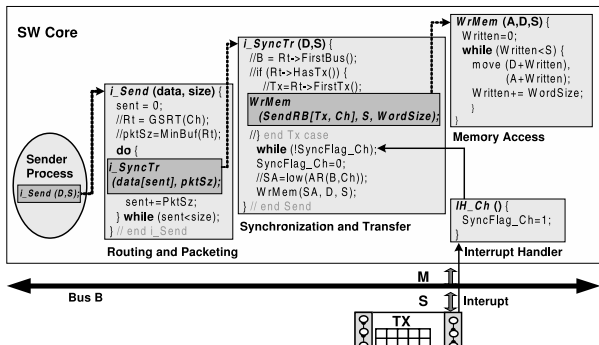 SW Core
Sender
Process
i_Send (D,S);
i_Send (data, size) {
sent = 0;
//Rt = GSRT(Ch);
//pktSz=MinBuf(Rt);
do {
i_SyncTr
(data[sent], pktSz);
sent+=PktSz;
} while (sent<size);
} // end i_Send
Routing and Packeting
i_SyncTr (D,S) {
//B = Rt->FirstBus();
//if (Rt->HasTx()) {
//Tx=Rt->FirstTx();
WrMem
(SendRB[Tx, Ch], S, WordSize);
//} end Tx case
while (!SyncFlag_Ch);
SyncFlag_Ch=0;
//SA=low(AR(B,Ch));
WrMem(SA, D, S);
} // end Send
Synchronization and Transfer
WrMem (A,D,S) {
Written=0;
while (Written<S) {
move (D+Written),
(A+Written);
Written+= WordSize;
}
}
Memory Access
IH_Ch () {
SyncFlag_Ch=1;
}
Interrupt Handler
M
Bus B
S
Interupt
TX